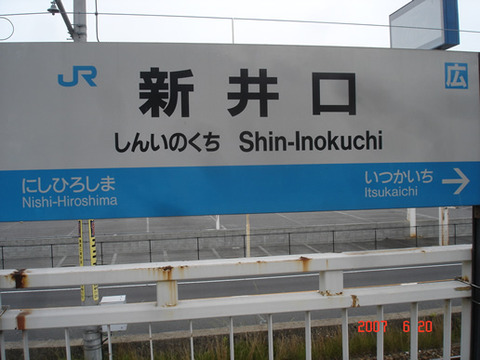 JR 新井口 広
しんいのくち Shin-Inokuchi
にしひろしま いつかいち →
Nishi-Hiroshima Itsukaichi
2007 6 20